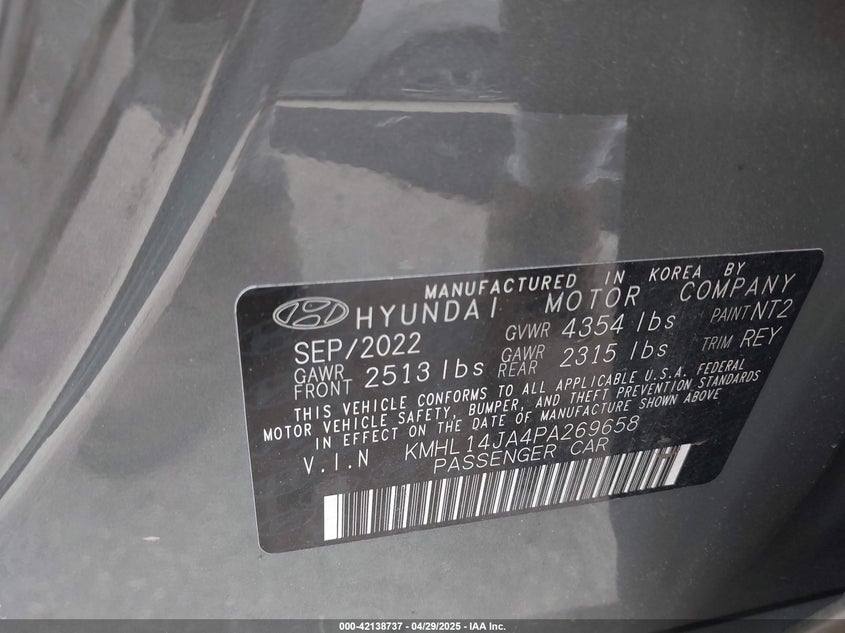 MANUFACTURED IN KOREA BY
HYUNDAI MOTOR COMPANY
SEP/2022 GVWR 4354 lbs PAINT NT2
GAWR FRONT 2513 lbs GAWR REAR 2315 lbs TRIM REY
THIS VEHICLE CONFORMS TO ALL APPLICABLE U.S.A. FEDERAL
MOTOR VEHICLE SAFETY, BUMPER, AND THEFT PREVENTION STANDARDS
IN EFFECT ON THE DATE OF MANUFACTURE SHOWN ABOVE
V.I.N KMHL14JA4PA269658
PASSENGER CAR
000-42138737 - 04/29/2025 - IAA Inc.